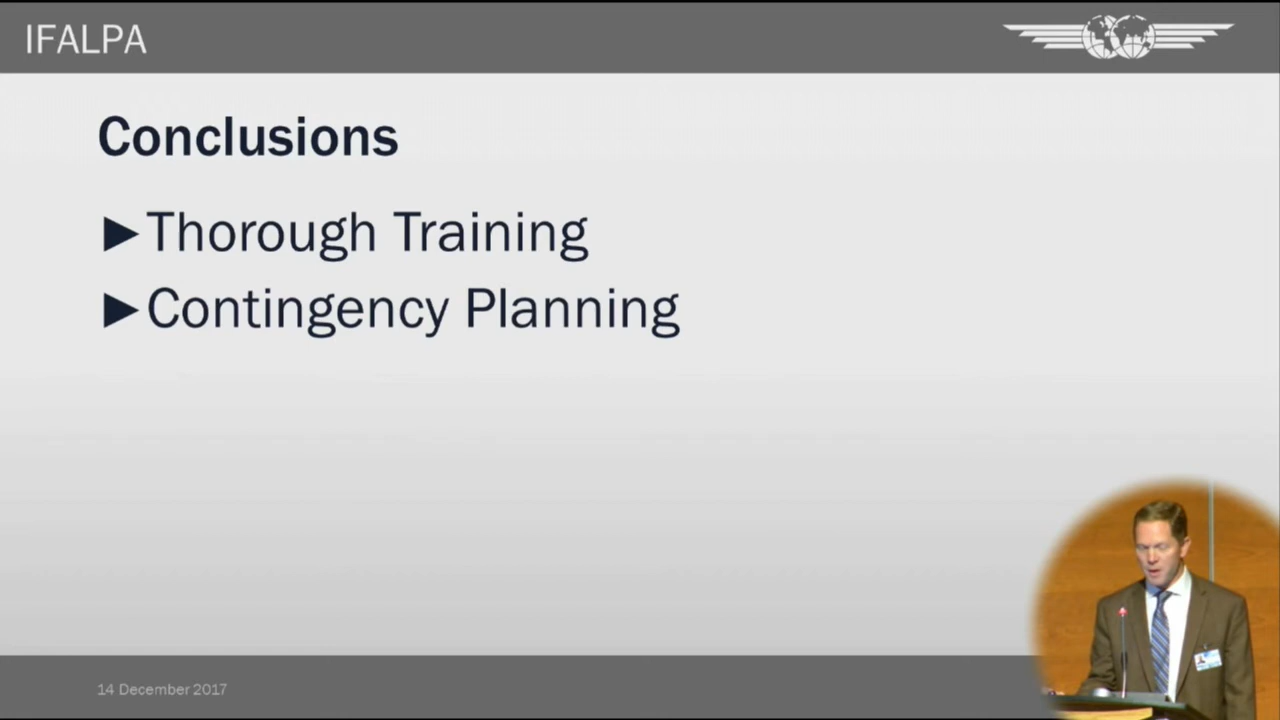 IFALPA
Conclusions
►Thorough Training
►Contingency Planning
14 December 2017